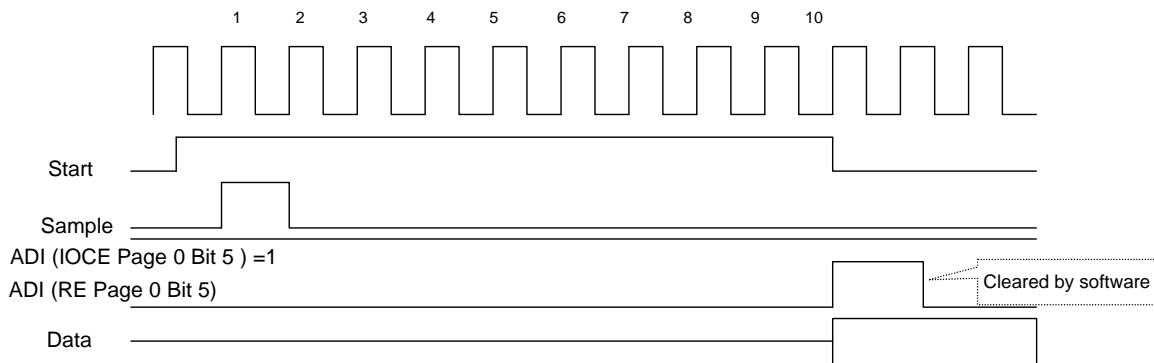 1 2 3 4 5 6 7 8 9 10
Start
Sample
ADI (IOCE Page 0 Bit 5 ) =1
ADI (RE Page 0 Bit 5)
Cleared by software
Data